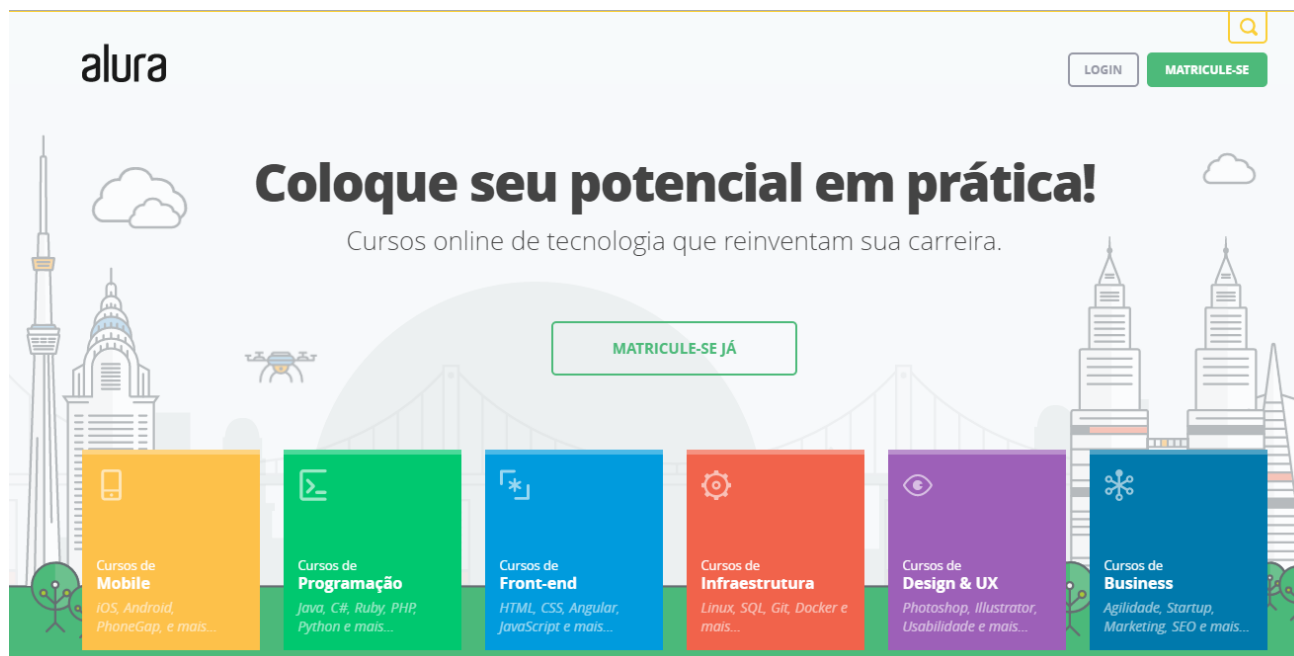 alura
LOGIN
MATRICULE-SE
Coloque seu potencial em prática!
Cursos online de tecnologia que reinventam sua carreira.
MATRICULE-SE JÁ
Cursos de
Mobile
iOS, Android,
PhoneGap, e mais...
Cursos de
Programação
Java, C#, Ruby, PHP,
Python e mais...
Cursos de
Front-end
HTML, CSS, Angular,
JavaScript e mais...
Cursos de
Infraestrutura
Linux, SQL, Git, Docker e
mais...
Cursos de
Design & UX
Photoshop, Illustrator,
Usabilidade e mais...
Cursos de
Business
Agilidade, Startup,
Marketing, SEO e mais...